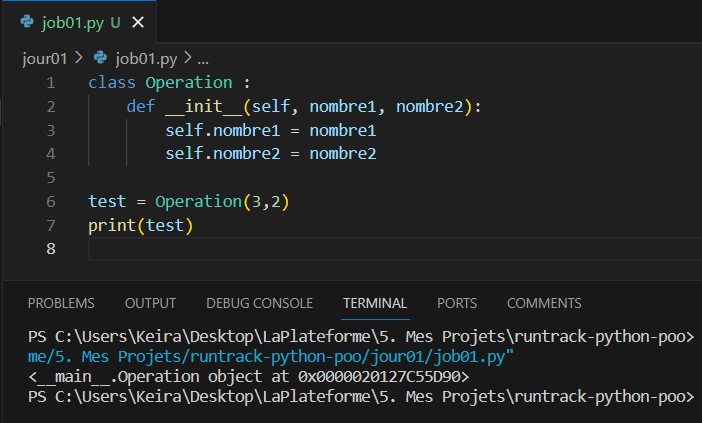 job01.py U ×
jour01 > job01.py > ...
1 class Operation :
2     def __init__(self, nombre1, nombre2):
3         self.nombre1 = nombre1
4         self.nombre2 = nombre2
5
6 test = Operation(3,2)
7 print(test)
8
PROBLEMS OUTPUT DEBUG CONSOLE TERMINAL PORTS COMMENTS
PS C:\Users\Keira\Desktop\LaPlateforme\5. Mes Projets\runtrack-python-poo>
me/5. Mes Projets/runtrack-python-poo/jour01/job01.py"
<__main__.Operation object at 0x0000020127C55D90>
PS C:\Users\Keira\Desktop\LaPlateforme\5. Mes Projets\runtrack-python-poo>